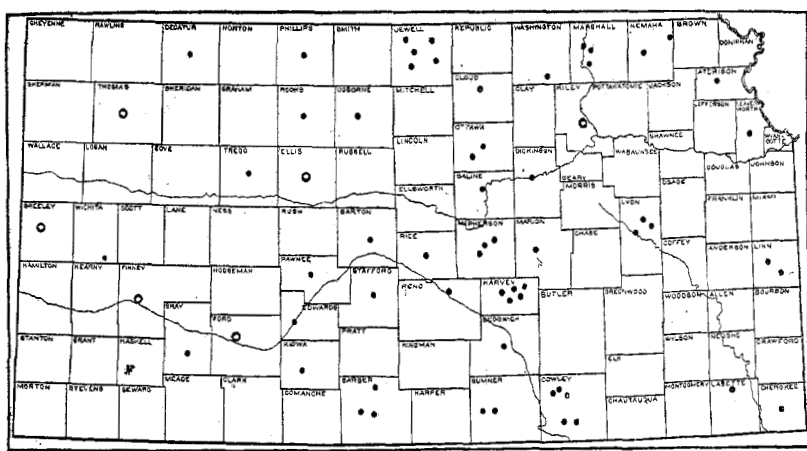 CHEYENNE RAWLINS DECATUR NORTON PHILLIPS SMITH JEWELL REPUBLIC WASHINGTON MARSHALL NEMAHA BROWN DONIPHAN
SHERMAN THOMAS SHERIDAN GRAHAM ROOKS OSBORNE MITCHELL CLOUD CLAY RILEY POTTAWATOMIE JACKSON ATCHISON
JEFFERSON LEAVENWORTH WYANDOTTE
WALLACE LOGAN GOVE TREGO ELLIS RUSSELL LINCOLN OTTAWA DICKINSON GEARY WABAUNSEE SHAWNEE DOUGLAS JOHNSON
GREELEY WICHITA SCOTT LANE NESS RUSH BARTON ELLSWORTH SALINE MORRIS LYON OSAGE FRANKLIN MIAMI
PAWNEE RICE MCPHERSON MARION CHASE COFFEY ANDERSON LINN
HAMILTON KEARNY FINNEY HODGEMAN STAFFORD RENO HARVEY BUTLER GREENWOOD WOODSON ALLEN BOURBON
GRAY FORD EDWARDS PRATT SEDGWICK
STANTON GRANT HASKELL KIOWA KINGMAN ELK WILSON NEOSHO CRAWFORD
MORTON STEVENS SEWARD MEADE CLARK COMANCHE BARBER HARPER SUMNER COWLEY CHAUTAUQUA MONTGOMERY LABETTE CHEROKEE